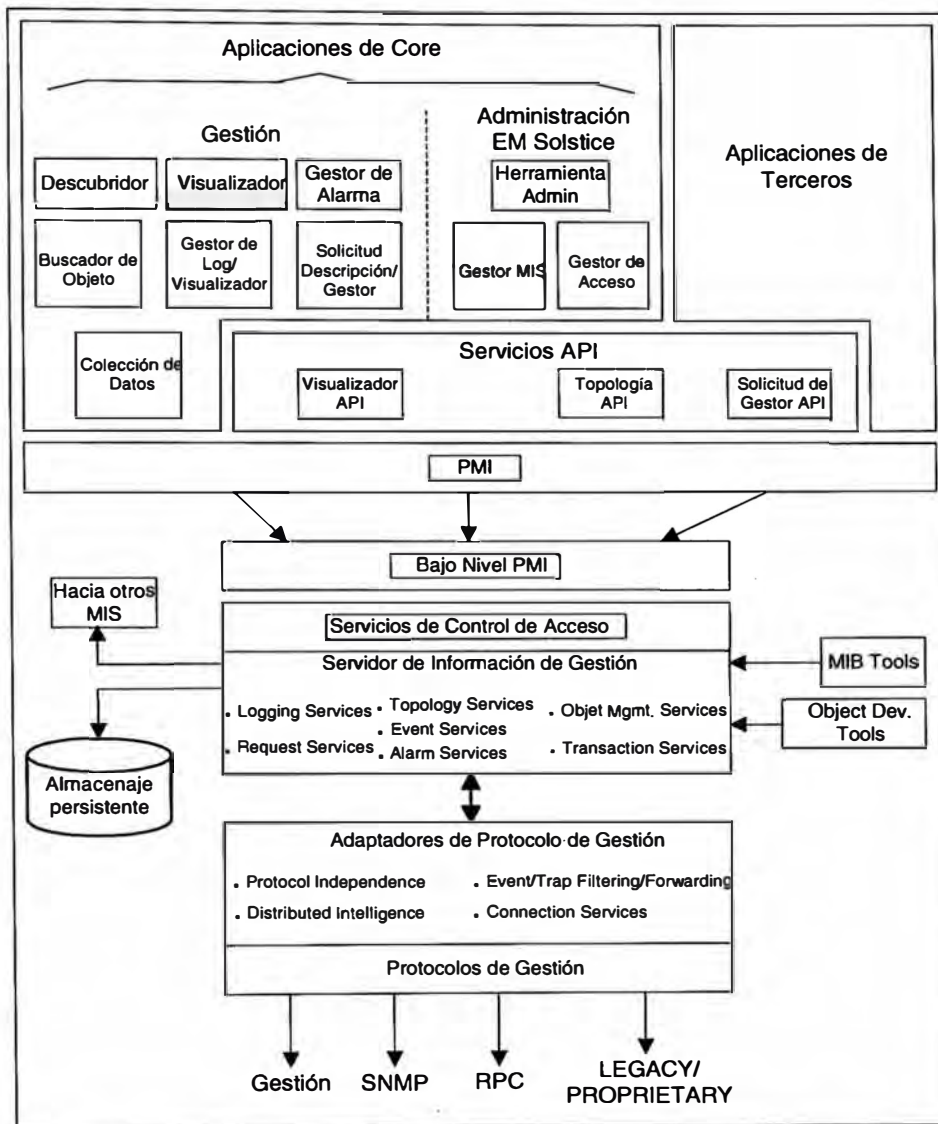 Aplicaciones de Core
Gestión
Administración
EM Solstice
Aplicaciones de
Terceros
Descubridor
Visualizador
Gestor de
Alarma
Herramienta
Admin
Buscador de
Objeto
Gestor de
Log/
Visualizador
Solicitud
Descripción/
Gestor
Gestor MIS
Gestor de
Acceso
Colección de
Datos
Servicios API
Visualizador
API
Topología
API
Solicitud de
Gestor API
PMI
Bajo Nivel PMI
Hacia otros
MIS
Servicios de Control de Acceso
Servidor de Información de Gestión
. Logging Services
. Topology Services
. Objet Mgmt. Services
. Event Services
. Request Services
. Alarm Services
. Transaction Services
MIB Tools
Object Dev.
Tools
Almacenaje
persistente
Adaptadores de Protocolo de Gestión
. Protocol Independence
. Event/Trap Filtering/Forwarding
. Distributed Intelligence
. Connection Services
Protocolos de Gestión
Gestión
SNMP
RPC
LEGACY/
PROPRIETARY